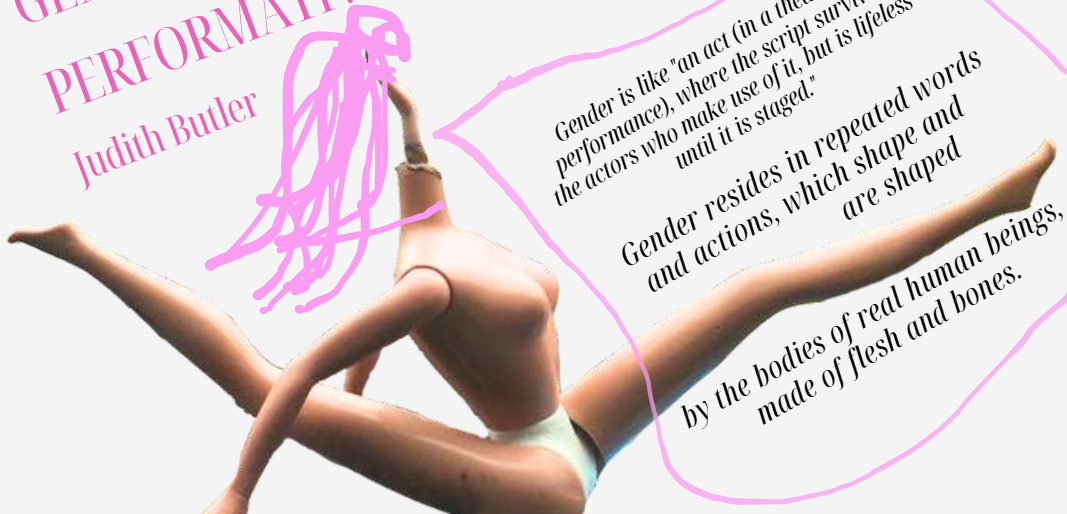 PERFORMATI
Judith Butler
Gender is like "an act (in a
performance), where the script
the actors who make use of it, but is lifeless
until it is staged."
Gender resides in repeated words
and actions, which shape and
are shaped
by the bodies of real human beings,
made of flesh and bones.